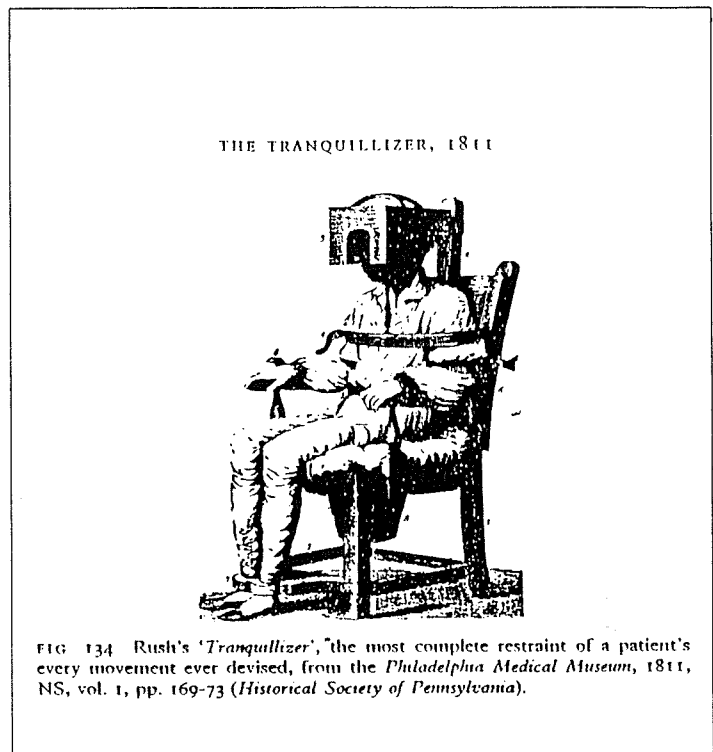 THE TRANQUILLIZER, 1811
FIG 134 Rush's 'Tranquillizer', "the most complete restraint of a patient's
every movement ever devised, from the Philadelphia Medical Museum, 1811,
NS, vol. 1, pp. 169-73 (Historical Society of Pennsylvania).